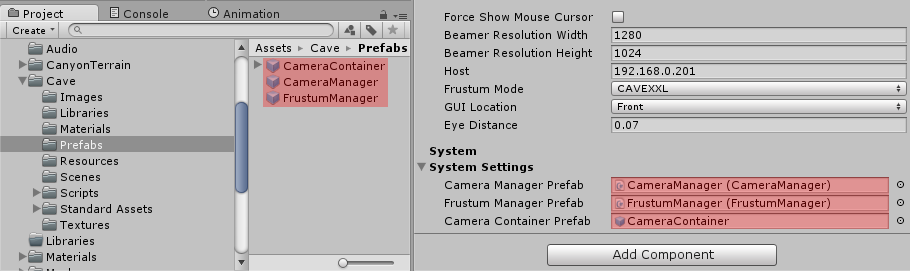 Project
Console
Animation
Create
Audio
CanyonTerrain
Cave
Images
Libraries
Materials
Prefabs
Resources
Scenes
Scripts
Standard Assets
Textures
Libraries
Materials
Assets Cave Prefabs
CameraContainer
CameraManager
FrustumManager
Force Show Mouse Cursor
Beamer Resolution Width 1280
Beamer Resolution Height 1024
Host 192.168.0.201
Frustum Mode CAVEXXL
GUI Location Front
Eye Distance 0.07
System
System Settings
Camera Manager Prefab CameraManager (CameraManager)
Frustum Manager Prefab FrustumManager (FrustumManager)
Camera Container Prefab CameraContainer
Add Component